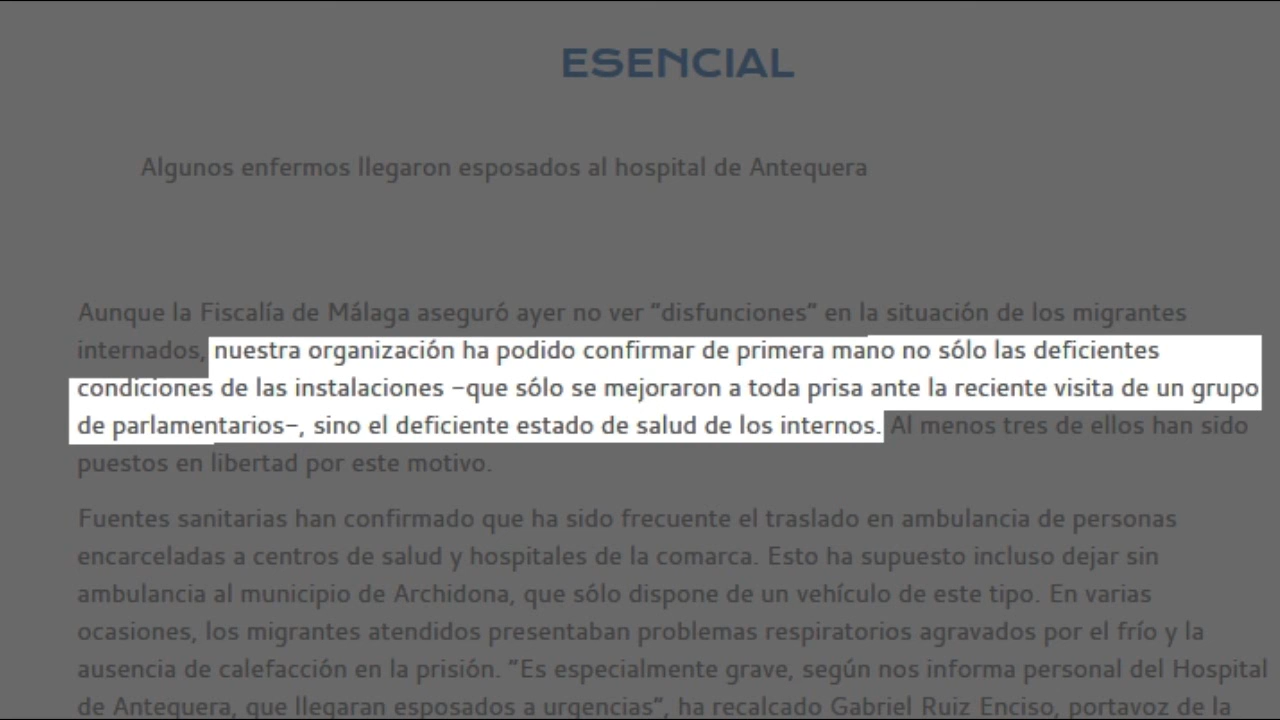 ESENCIAL
Algunos enfermos llegaron esposados al hospital de Antequera
Aunque la Fiscalía de Málaga aseguró ayer no ver “disfunciones” en la situación de los migrantes
internados, nuestra organización ha podido confirmar de primera mano no sólo las deficientes
condiciones de las instalaciones –que sólo se mejoraron a toda prisa ante la reciente visita de un grupo
de parlamentarios–, sino el deficiente estado de salud de los internos. Al menos tres de ellos han sido
puestos en libertad por este motivo.
Fuentes sanitarias han confirmado que ha sido frecuente el traslado en ambulancia de personas
encarceladas a centros de salud y hospitales de la comarca. Esto ha supuesto incluso dejar sin
ambulancia al municipio de Archidona, que sólo dispone de un vehículo de este tipo. En varias
ocasiones, los migrantes atendidos presentaban problemas respiratorios agravados por el frío y la
ausencia de calefacción en la prisión. “Es especialmente grave, según nos informa personal del Hospital
de Antequera, que llegaran esposados a urgencias”, ha recalcado Gabriel Ruiz Enciso, portavoz de la